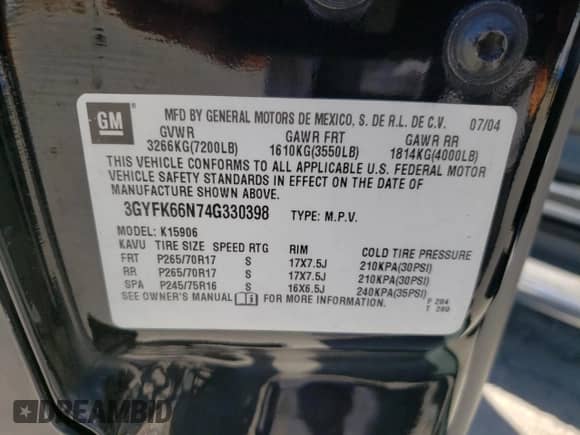 GM
MFD BY GENERAL MOTORS DE MEXICO, S. DE R.L. DE C.V. 07/04
GVWR GAWR FRT GAWR RR
3266KG(7200LB) 1610KG(3550LB) 1814KG(4000LB)
THIS VEHICLE CONFORMS TO ALL APPLICABLE U.S. FEDERAL MOTOR
VEHICLE SAFETY STANDARDS IN EFFECT ON THE DATE OF
MANUFACTURE SHOWN ABOVE.
3GYFK66N74G330398 TYPE: M.P.V.
MODEL: K15906
KAVU TIRE SIZE SPEED RTG RIM COLD TIRE PRESSURE
FRT P265/70R17 S 17X7.5J 210KPA(30PSI)
RR P265/70R17 S 17X7.5J 210KPA(30PSI)
SPA P245/75R16 S 16X6.5J 240KPA(35PSI)
SEE OWNER'S MANUAL FOR MORE INFORMATION.
P 204
T 280
DREAMBID